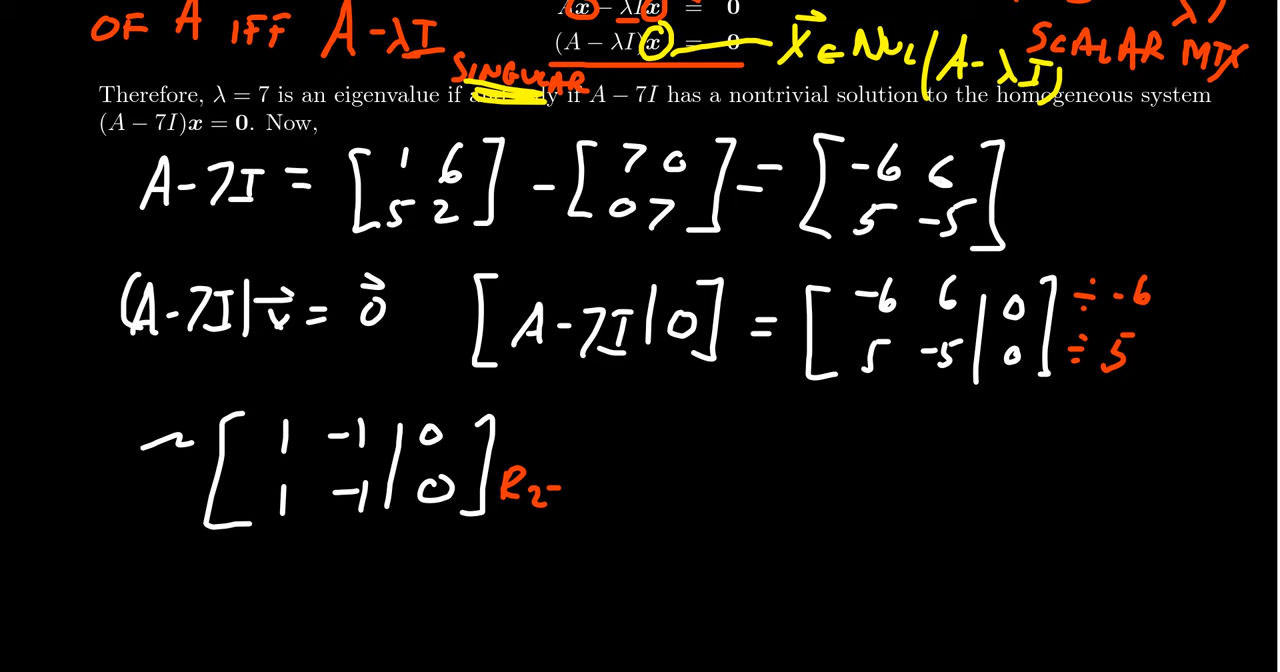 Ax − λIx = 0
OF A IFF A-λI (A − λI)x = 0 x⃗ ∈ Nul(A-λI) SCALAR MTX λ)
SINGULAR
Therefore, λ = 7 is an eigenvalue if and only if A − 7I has a nontrivial solution to the homogeneous system
(A − 7I)x = 0. Now,
A-7I = [1 6; 5 2] - [7 0; 0 7] = [-6 6; 5 -5]
(A-7I|v⃗ = 0⃗ [A-7I|0] = [-6 6 | 0; 5 -5 | 0] ÷ -6 ÷ 5
~ [1 -1 | 0; 1 -1 | 0] R2-